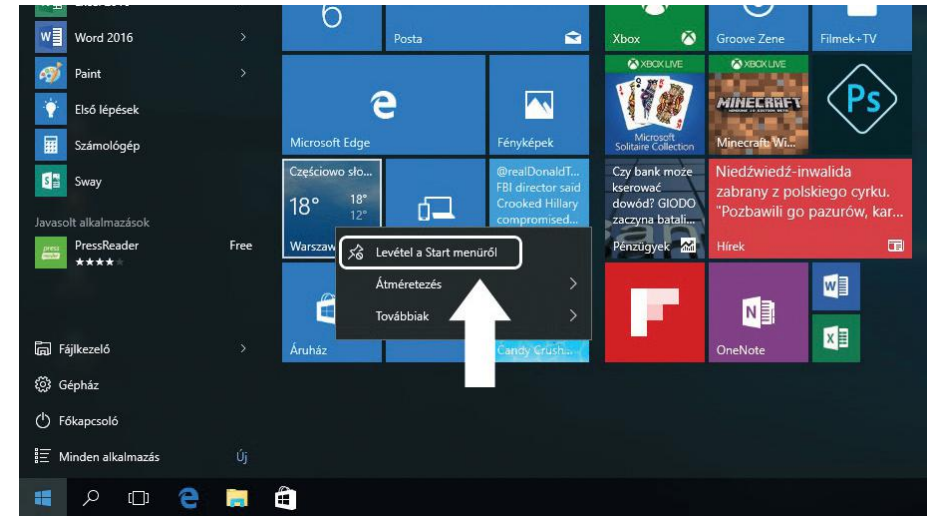 Word 2016
Paint
Első lépések
Számológép
Sway
Javasolt alkalmazások
PressReader
Free
Fájlkezelő
Gépház
Főkapcsoló
Minden alkalmazás
Új
6
Posta
Microsoft Edge
Fényképek
Częściowo sło...
18°
18°
12°
Warszaw
@realDonaldT...
FBI director said
Crooked Hillary
compromised...
Levétel a Start menüről
Átméretezés
Továbbiak
Áruház
Candy Crush...
Xbox
Groove Zene
Filmek+TV
XBOX LIVE
Microsoft
Solitaire Collection
XBOX LIVE
MINECRAFT
Minecraft: Wi...
Ps
Czy bank może
kserować
dowód? GIODO
zaczyna batali...
Pénzügyek
Niedźwiedź-inwalida
zabrany z polskiego cyrku.
"Pozbawili go pazurów, kar...
Hírek
OneNote